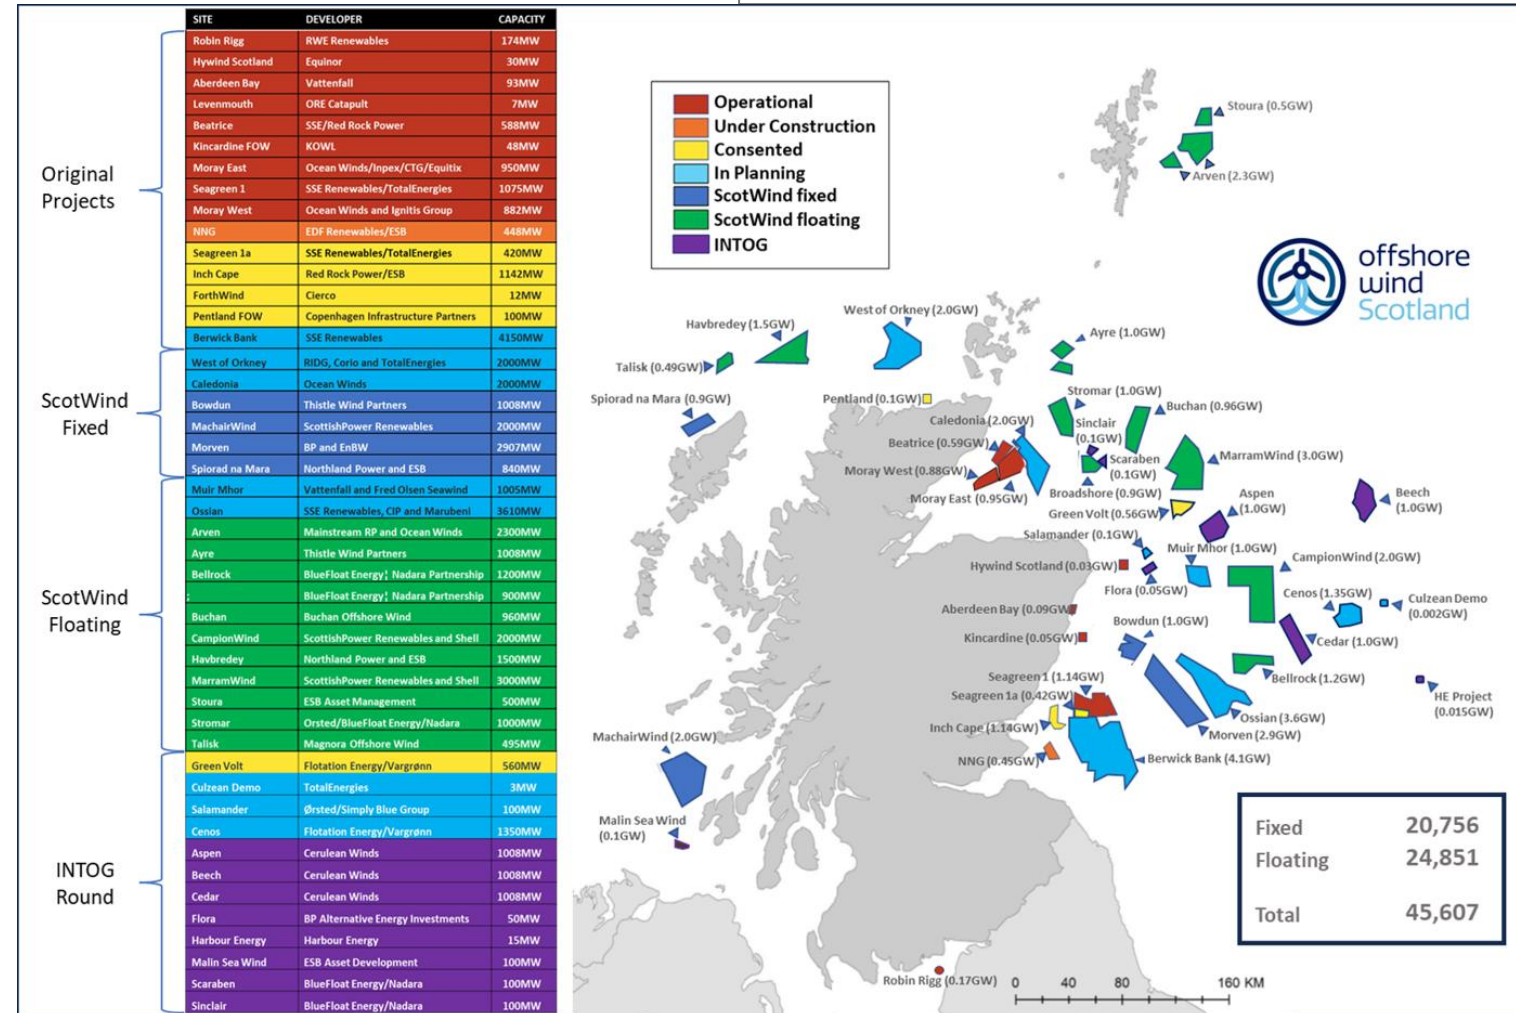 SITE DEVELOPER CAPACITY
Robin Rigg RWE Renewables 174MW
Hywind Scotland Equinor 30MW
Aberdeen Bay Vattenfall 93MW
Levenmouth ORE Catapult 7MW
Beatrice SSE/Red Rock Power 588MW
Kincardine FOW KOWL 48MW
Moray East Ocean Winds/Inpex/CTG/Equitix 950MW
Seagreen 1 SSE Renewables/TotalEnergies 1075MW
Moray West Ocean Winds and Ignitis Group 882MW
NNG EDF Renewables/ESB 448MW
Seagreen 1a SSE Renewables/TotalEnergies 420MW
Inch Cape Red Rock Power/ESB 1142MW
ForthWind Cierco 12MW
Pentland FOW Copenhagen Infrastructure Partners 100MW
Berwick Bank SSE Renewables 4150MW
West of Orkney RIDG, Corio and TotalEnergies 2000MW
Caledonia Ocean Winds 2000MW
Bowdun Thistle Wind Partners 1008MW
MachairWind ScottishPower Renewables 2000MW
Morven BP and EnBW 2907MW
Spiorad na Mara Northland Power and ESB 840MW
Muir Mhor Vattenfall and Fred Olsen Seawind 1005MW
Ossian SSE Renewables, CIP and Marubeni 3610MW
Arven Mainstream RP and Ocean Winds 2300MW
Ayre Thistle Wind Partners 1008MW
Bellrock BlueFloat Energy¦ Nadara Partnership 1200MW
: BlueFloat Energy¦ Nadara Partnership 900MW
Buchan Buchan Offshore Wind 960MW
CampionWind ScottishPower Renewables and Shell 2000MW
Havbredey Northland Power and ESB 1500MW
MarramWind ScottishPower Renewables and Shell 3000MW
Stoura ESB Asset Management 500MW
Stromar Orsted/BlueFloat Energy/Nadara 1000MW
Talisk Magnora Offshore Wind 495MW
Green Volt Flotation Energy/Vargrønn 560MW
Culzean Demo TotalEnergies 3MW
Salamander Ørsted/Simply Blue Group 100MW
Cenos Flotation Energy/Vargrønn 1350MW
Aspen Cerulean Winds 1008MW
Beech Cerulean Winds 1008MW
Cedar Cerulean Winds 1008MW
Flora BP Alternative Energy Investments 50MW
Harbour Energy Harbour Energy 15MW
Malin Sea Wind ESB Asset Development 100MW
Scaraben BlueFloat Energy/Nadara 100MW
Sinclair BlueFloat Energy/Nadara 100MW
Original
Projects
ScotWind
Fixed
ScotWind
Floating
INTOG
Round
Operational
Under Construction
Consented
In Planning
ScotWind fixed
ScotWind floating
INTOG
offshore
wind
Scotland
Stoura (0.5GW)
Arven (2.3GW)
West of Orkney (2.0GW)
Havbredey (1.5GW)
Ayre (1.0GW)
Talisk (0.49GW)
Spiorad na Mara (0.9GW)
Pentland (0.1GW)
Stromar (1.0GW)
Buchan (0.96GW)
Caledonia (2.0GW)
Sinclair
(0.1GW)
Beatrice (0.59GW)
Scaraben
(0.1GW)
MarramWind (3.0GW)
Moray West (0.88GW)
Moray East (0.95GW)
Broadshore (0.9GW)
Aspen
(1.0GW)
Beech
(1.0GW)
Green Volt (0.56GW)
Salamander (0.1GW)
Muir Mhor (1.0GW)
CampionWind (2.0GW)
Hywind Scotland (0.03GW)
Flora (0.05GW)
Cenos (1.35GW)
Culzean Demo
(0.002GW)
Aberdeen Bay (0.09GW)
Bowdun (1.0GW)
Kincardine (0.05GW)
Cedar (1.0GW)
Seagreen 1 (1.14GW)
Bellrock (1.2GW)
Seagreen 1a (0.42GW)
HE Project
(0.015GW)
Inch Cape (1.14GW)
Ossian (3.6GW)
Morven (2.9GW)
MachairWind (2.0GW)
NNG (0.45GW)
Berwick Bank (4.1GW)
Malin Sea Wind
(0.1GW)
Robin Rigg (0.17GW)
Fixed 20,756
Floating 24,851
Total 45,607
0 40 80 160 KM